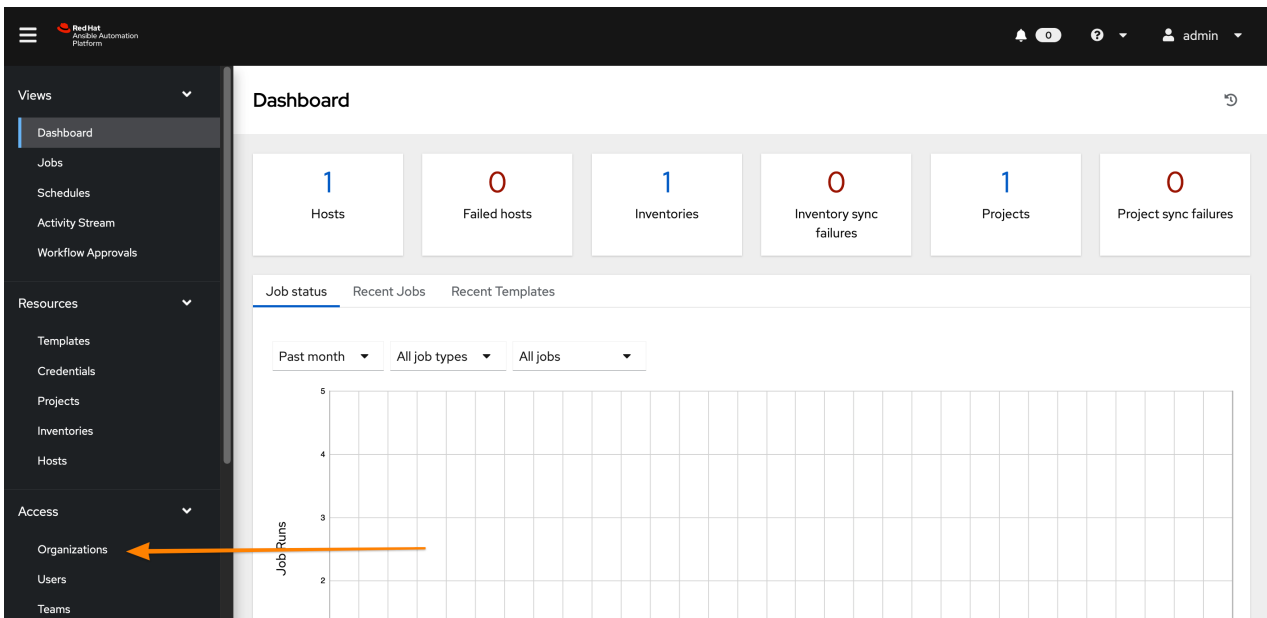 Red Hat
Ansible Automation
Platform
0
admin
Views
Dashboard
Jobs
Schedules
Activity Stream
Workflow Approvals
Resources
Templates
Credentials
Projects
Inventories
Hosts
Access
Organizations
Users
Teams
Dashboard
1
Hosts
0
Failed hosts
1
Inventories
0
Inventory sync
failures
1
Projects
0
Project sync failures
Job status Recent Jobs Recent Templates
Past month All job types All jobs
5
4
3
2
Job Runs